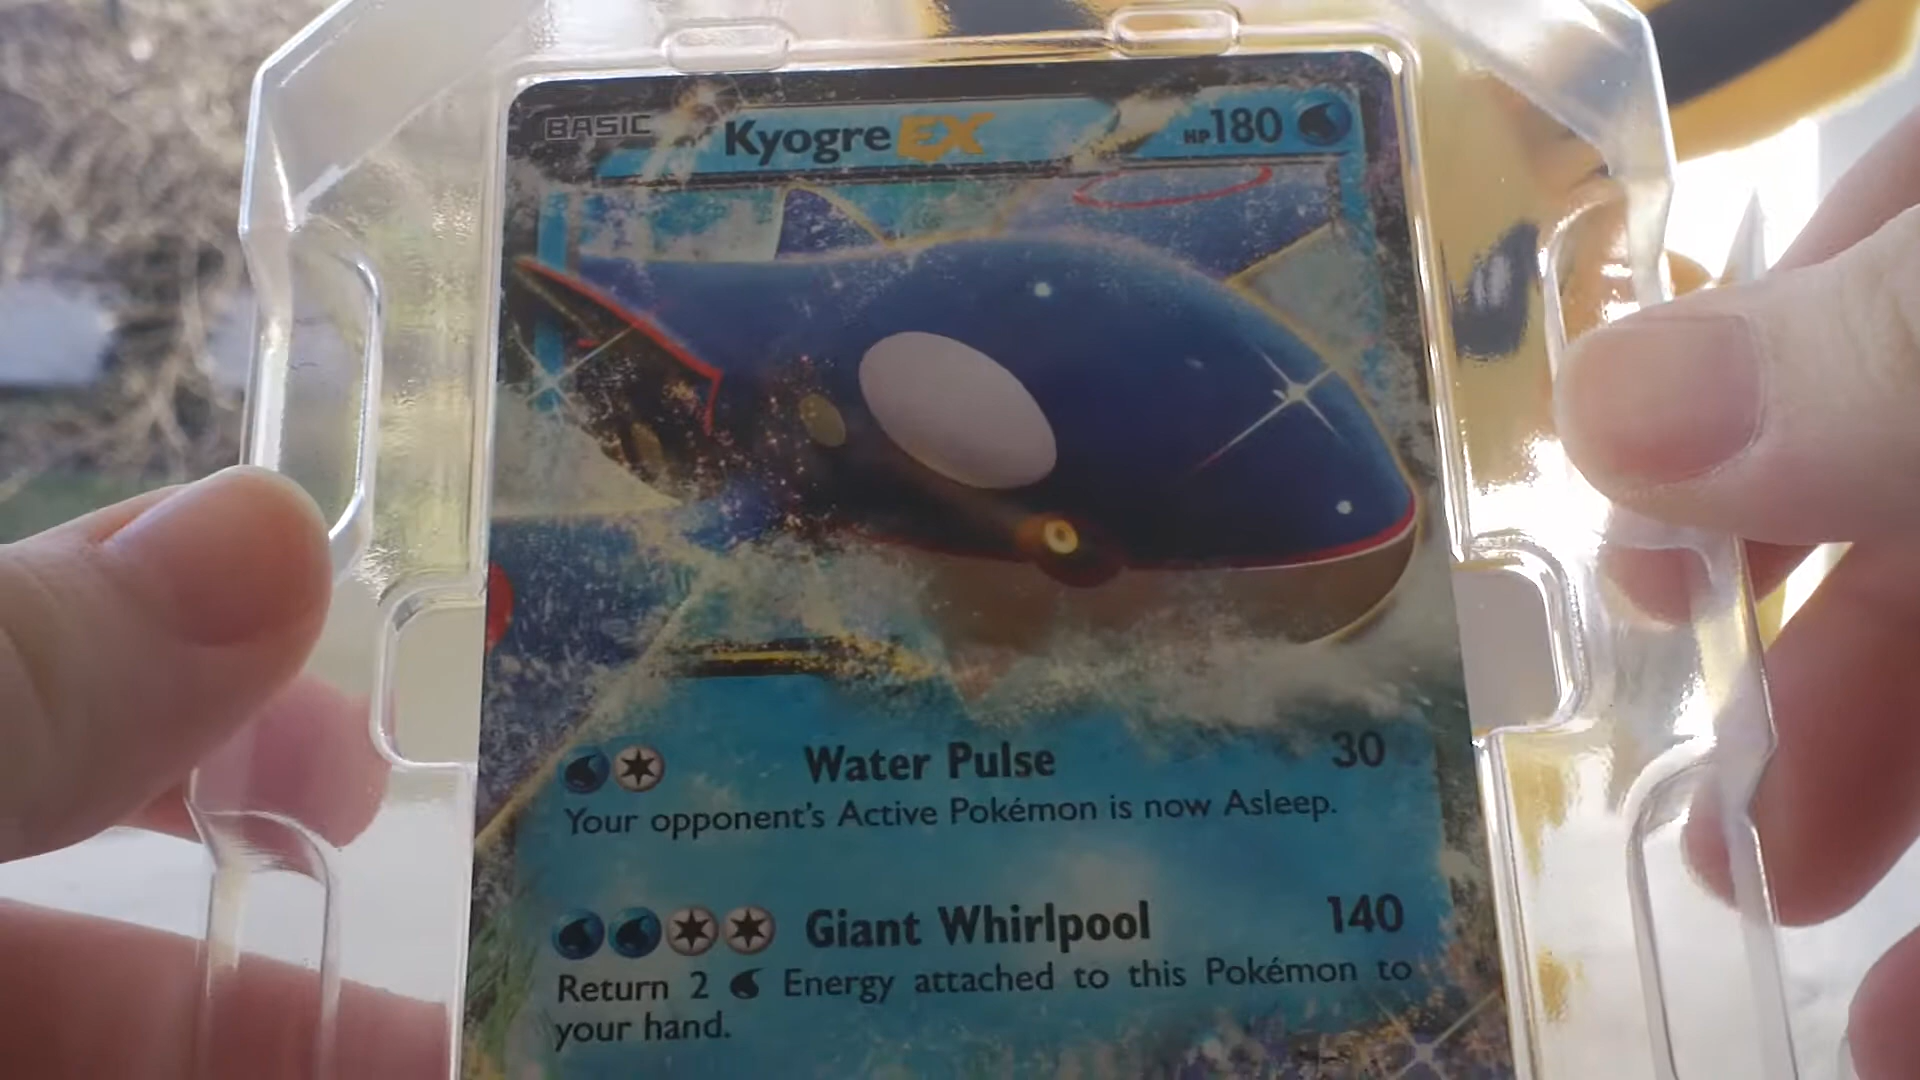 BASIC Kyogre EX HP180
Water Pulse 30
Your opponent's Active Pokémon is now Asleep.
Giant Whirlpool 140
Return 2 Energy attached to this Pokémon to
your hand.